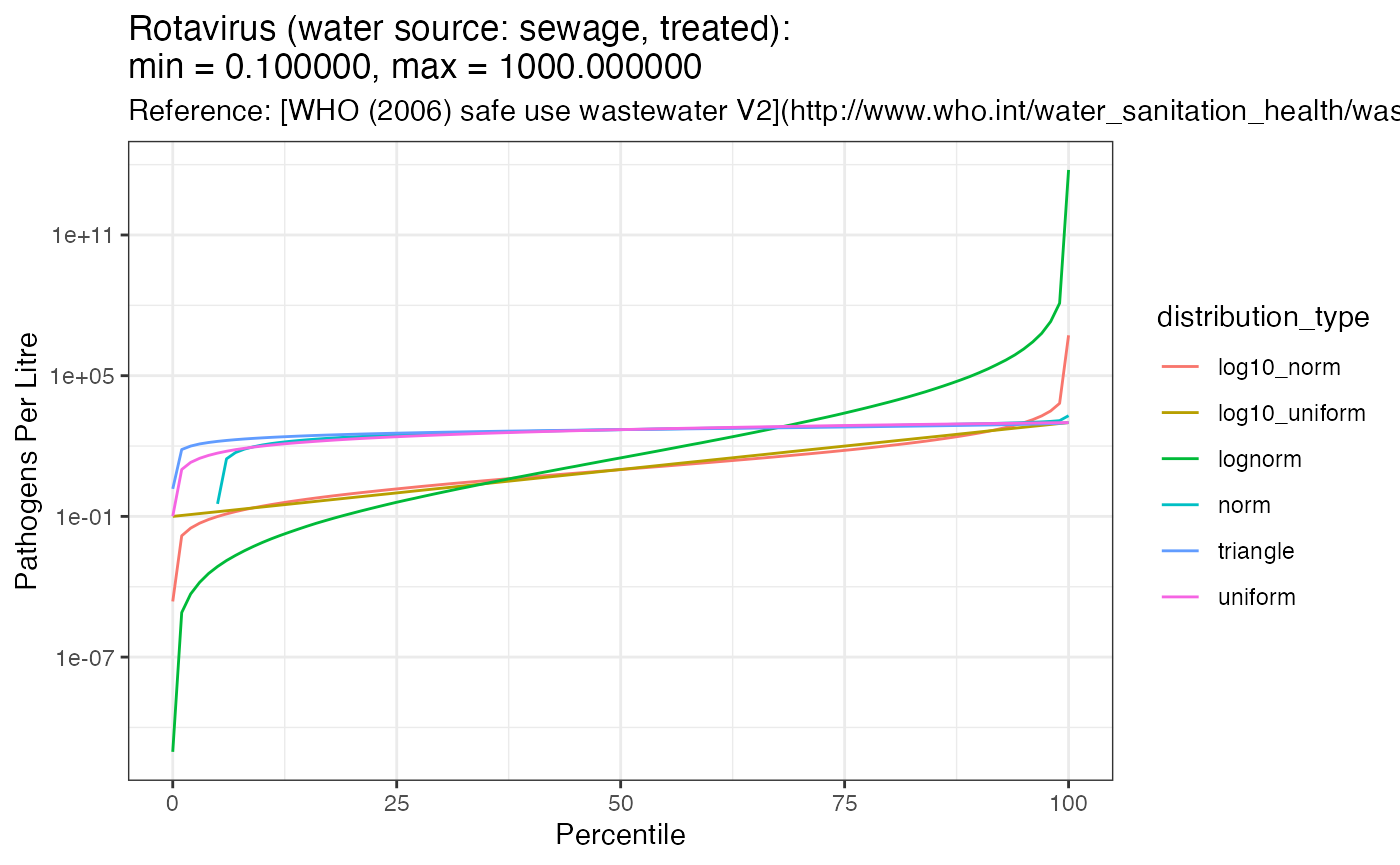 Rotavirus (water source: sewage, treated):
min = 0.100000, max = 1000.000000
Reference: [WHO (2006) safe use wastewater V2](http://www.who.int/water_sanitation_health/was
Pathogens Per Litre
1e+11
1e+05
1e-01
1e-07
0
25
50
75
100
Percentile
distribution_type
log10_norm
log10_uniform
lognorm
norm
triangle
uniform